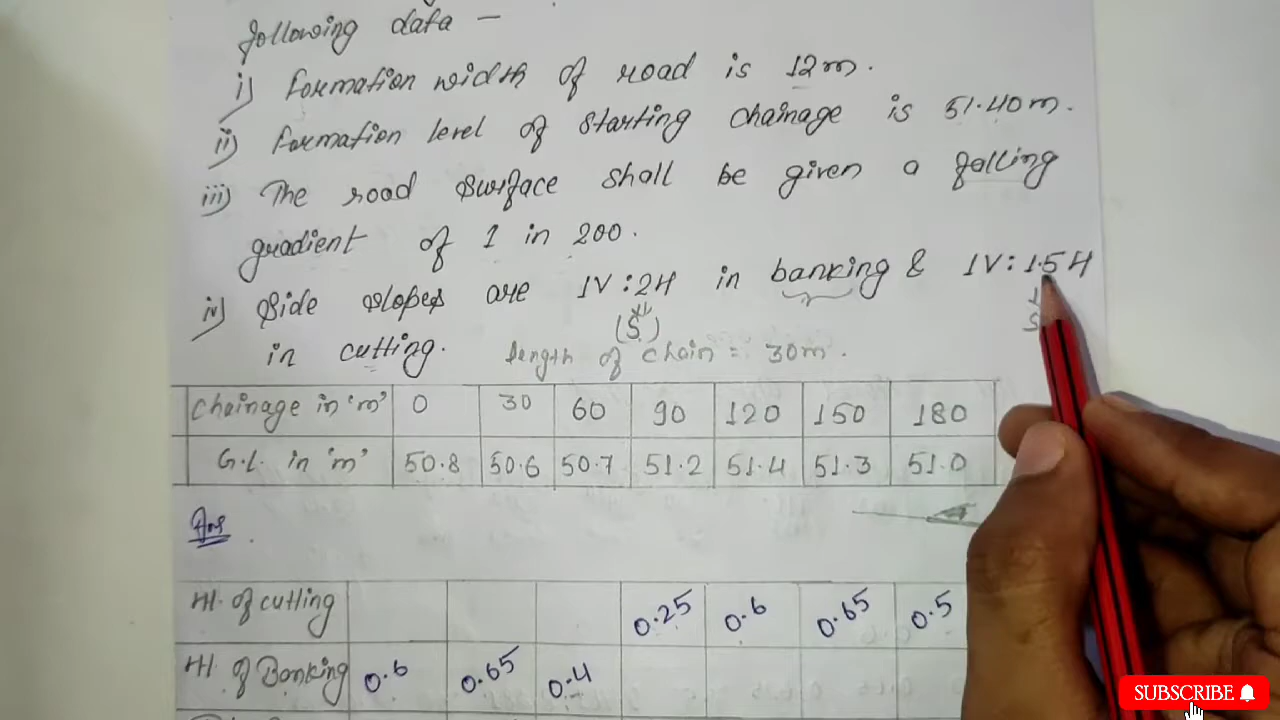 following data —
i) Formation width of road is 12m.
ii) Formation level of starting chainage is 51.40m.
iii) The road surface shall be given a falling
gradient of 1 in 200.
iv) Side slopes are 1V:2H in banking & 1V:1.5H
(S)
S
in cutting. length of chain = 30m.
Chainage in 'm' 0 30 60 90 120 150 180
G.L. in 'm' 50.8 50.6 50.7 51.2 51.4 51.3 51.0
Ans
Ht. of cutting 0.25 0.6 0.65 0.5
Ht. of Banking 0.6 0.65 0.4
SUBSCRIBE